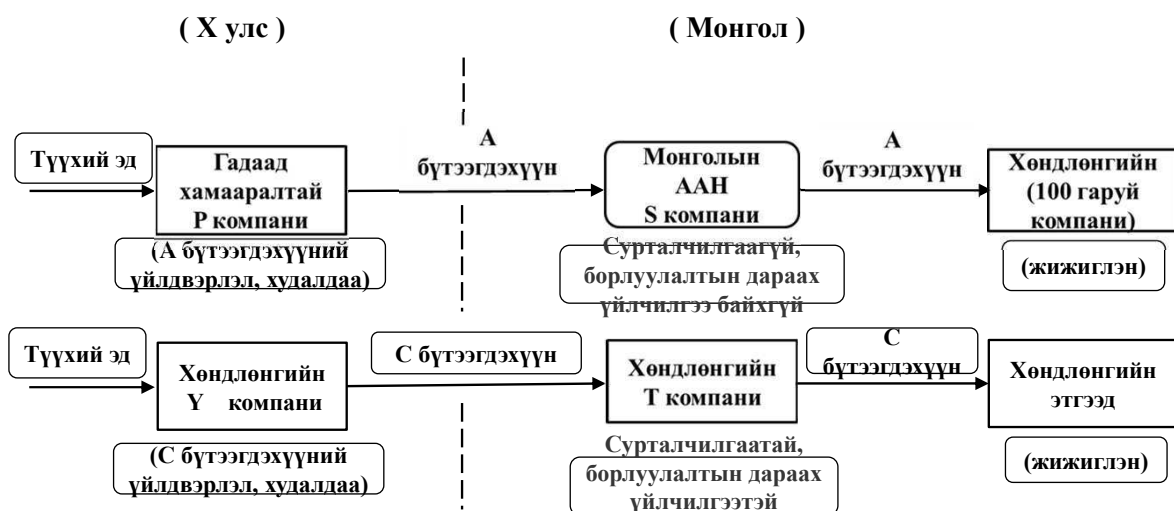 ( Х улс )
( Монгол )
Түүхий эд
Гадаад
хамааралтай
P компани
(А бүтээгдэхүүний
үйлдвэрлэл, худалдаа)
А
бүтээгдэхүүн
Монголын
ААН
S компани
Сурталчилгаагүй,
борлуулалтын дараах
үйлчилгээ байхгүй
А
бүтээгдэхүүн
Хөндлөнгийн
(100 гаруй
компани)
(жижиглэн)
Түүхий эд
Хөндлөнгийн
Y компани
(С бүтээгдэхүүний
үйлдвэрлэл, худалдаа)
С бүтээгдэхүүн
Хөндлөнгийн
T компани
Сурталчилгаатай,
борлуулалтын дараах
үйлчилгээтэй
С
бүтээгдэхүүн
Хөндлөнгийн
этгээд
(жижиглэн)